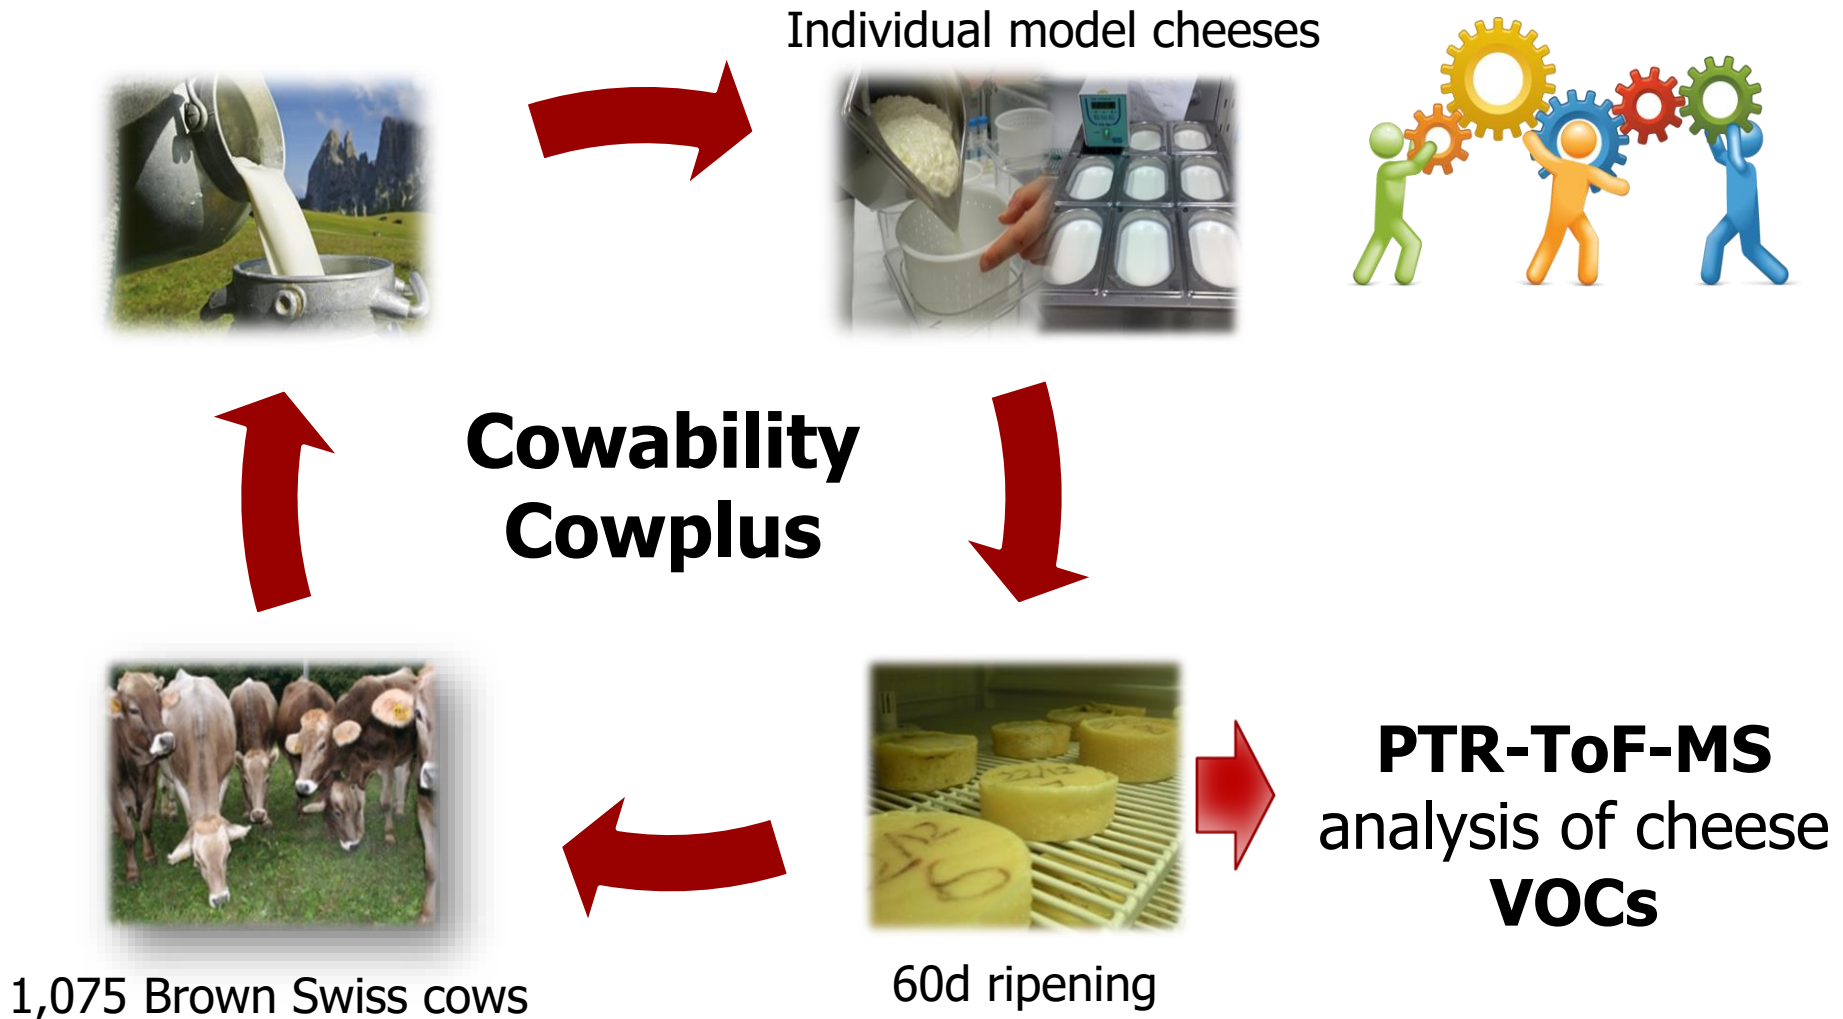 Individual model cheeses
Cowability
Cowplus
PTR-ToF-MS
analysis of cheese
VOCs
60d ripening
1,075 Brown Swiss cows